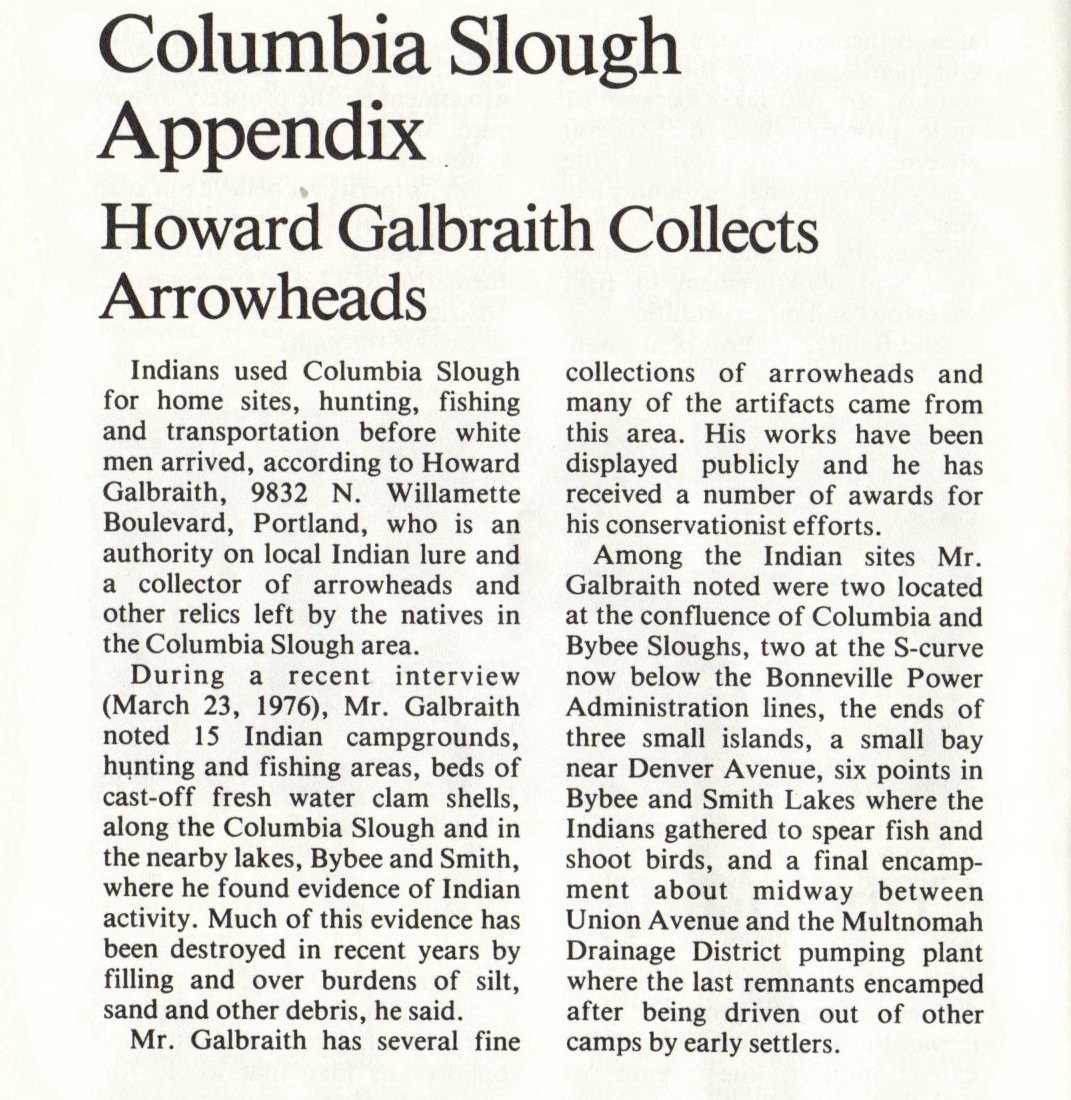 Columbia Slough
Appendix
Howard Galbraith Collects
Arrowheads
Indians used Columbia Slough
for home sites, hunting, fishing
and transportation before white
men arrived, according to Howard
Galbraith, 9832 N. Willamette
Boulevard, Portland, who is an
authority on local Indian lure and
a collector of arrowheads and
other relics left by the natives in
the Columbia Slough area.
During a recent interview
(March 23, 1976), Mr. Galbraith
noted 15 Indian campgrounds,
hunting and fishing areas, beds of
cast-off fresh water clam shells,
along the Columbia Slough and in
the nearby lakes, Bybee and Smith,
where he found evidence of Indian
activity. Much of this evidence has
been destroyed in recent years by
filling and over burdens of silt,
sand and other debris, he said.
Mr. Galbraith has several fine
collections of arrowheads and
many of the artifacts came from
this area. His works have been
displayed publicly and he has
received a number of awards for
his conservationist efforts.
Among the Indian sites Mr.
Galbraith noted were two located
at the confluence of Columbia and
Bybee Sloughs, two at the S-curve
now below the Bonneville Power
Administration lines, the ends of
three small islands, a small bay
near Denver Avenue, six points in
Bybee and Smith Lakes where the
Indians gathered to spear fish and
shoot birds, and a final encamp-
ment about midway between
Union Avenue and the Multnomah
Drainage District pumping plant
where the last remnants encamped
after being driven out of other
camps by early settlers.